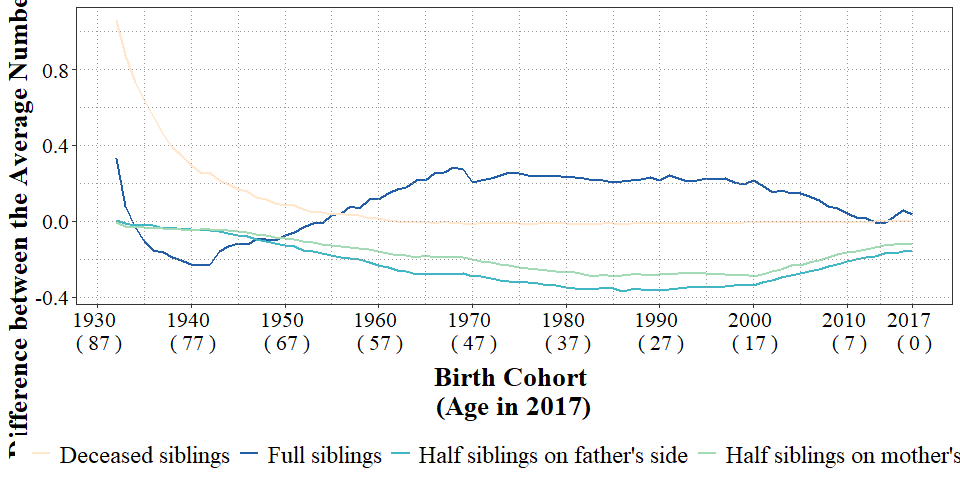 Difference between the Average Numbe
0.8
0.4
0.0
-0.4
1930 1940 1950 1960 1970 1980 1990 2000 2010 2017
( 87 ) ( 77 ) ( 67 ) ( 57 ) ( 47 ) ( 37 ) ( 27 ) ( 17 ) ( 7 ) ( 0 )
Birth Cohort
(Age in 2017)
Deceased siblings Full siblings Half siblings on father's side Half siblings on mother's